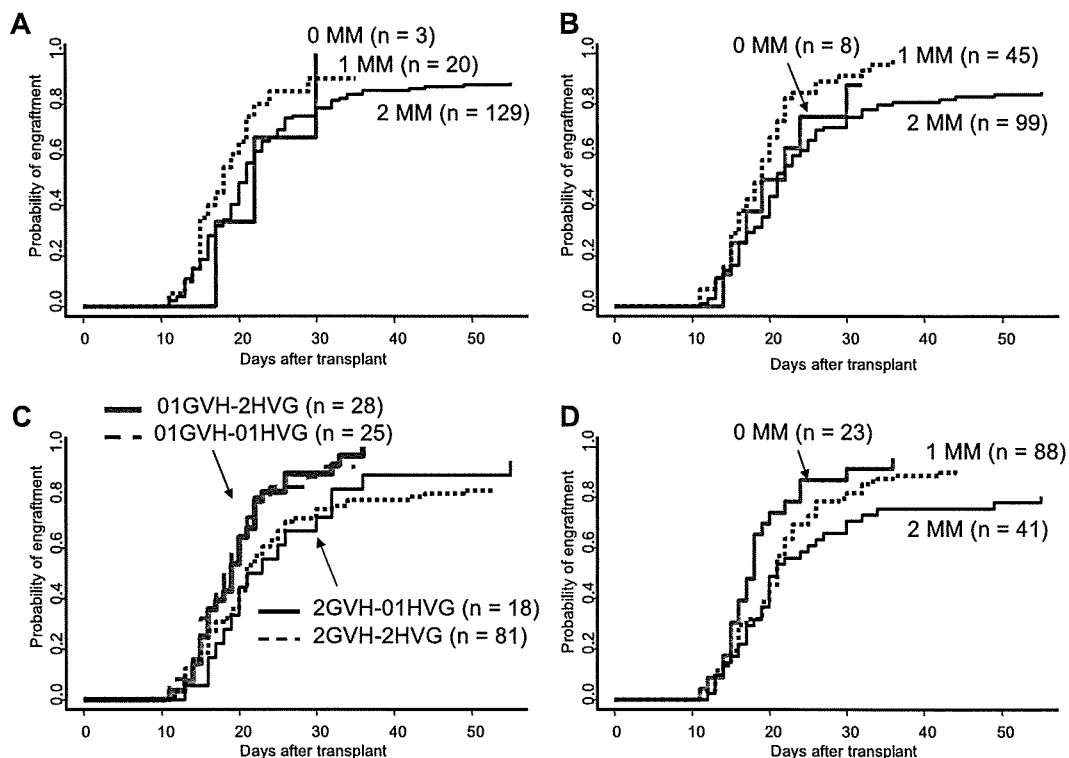 A
0 MM (n = 3)
1 MM (n = 20)
2 MM (n = 129)
Probability of engraftment
0.0 0.2 0.4 0.6 0.8 1.0
0 10 20 30 40 50
Days after transplant
B
0 MM (n = 8)
1 MM (n = 45)
2 MM (n = 99)
Probability of engraftment
0.0 0.2 0.4 0.6 0.8 1.0
0 10 20 30 40 50
Days after transplant
C
01GVH-2HVG (n = 28)
01GVH-01HVG (n = 25)
2GVH-01HVG (n = 18)
2GVH-2HVG (n = 81)
Probability of engraftment
0.0 0.2 0.4 0.6 0.8 1.0
0 10 20 30 40 50
Days after transplant
D
0 MM (n = 23)
1 MM (n = 88)
2 MM (n = 41)
Probability of engraftment
0.0 0.2 0.4 0.6 0.8 1.0
0 10 20 30 40 50
Days after transplant